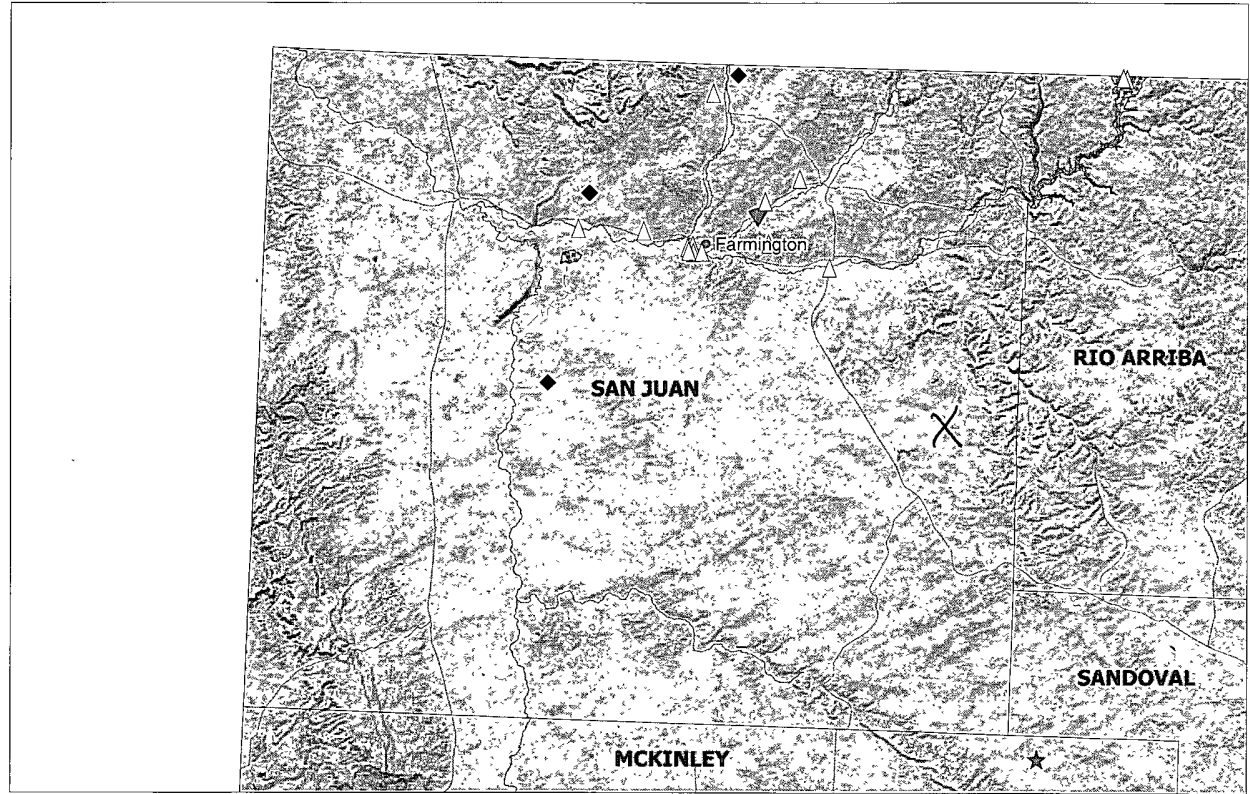 Farmington
RIO ARRIBA
SAN JUAN
X
SANDOVAL
MCKINLEY